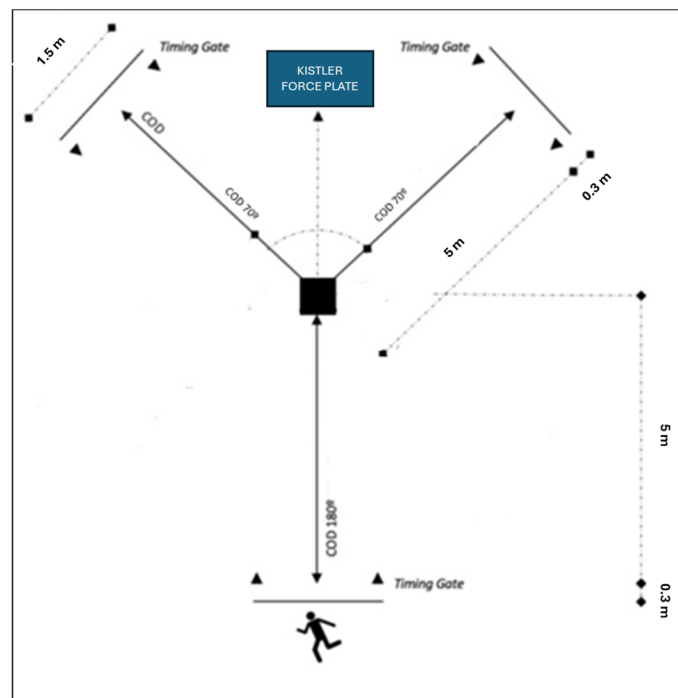 1.5 m
Timing Gate
KISTLER
FORCE PLATE
Timing Gate
COD
COD 70º
COD 70º
0.3 m
5 m
5 m
COD 180º
Timing Gate
0.3 m